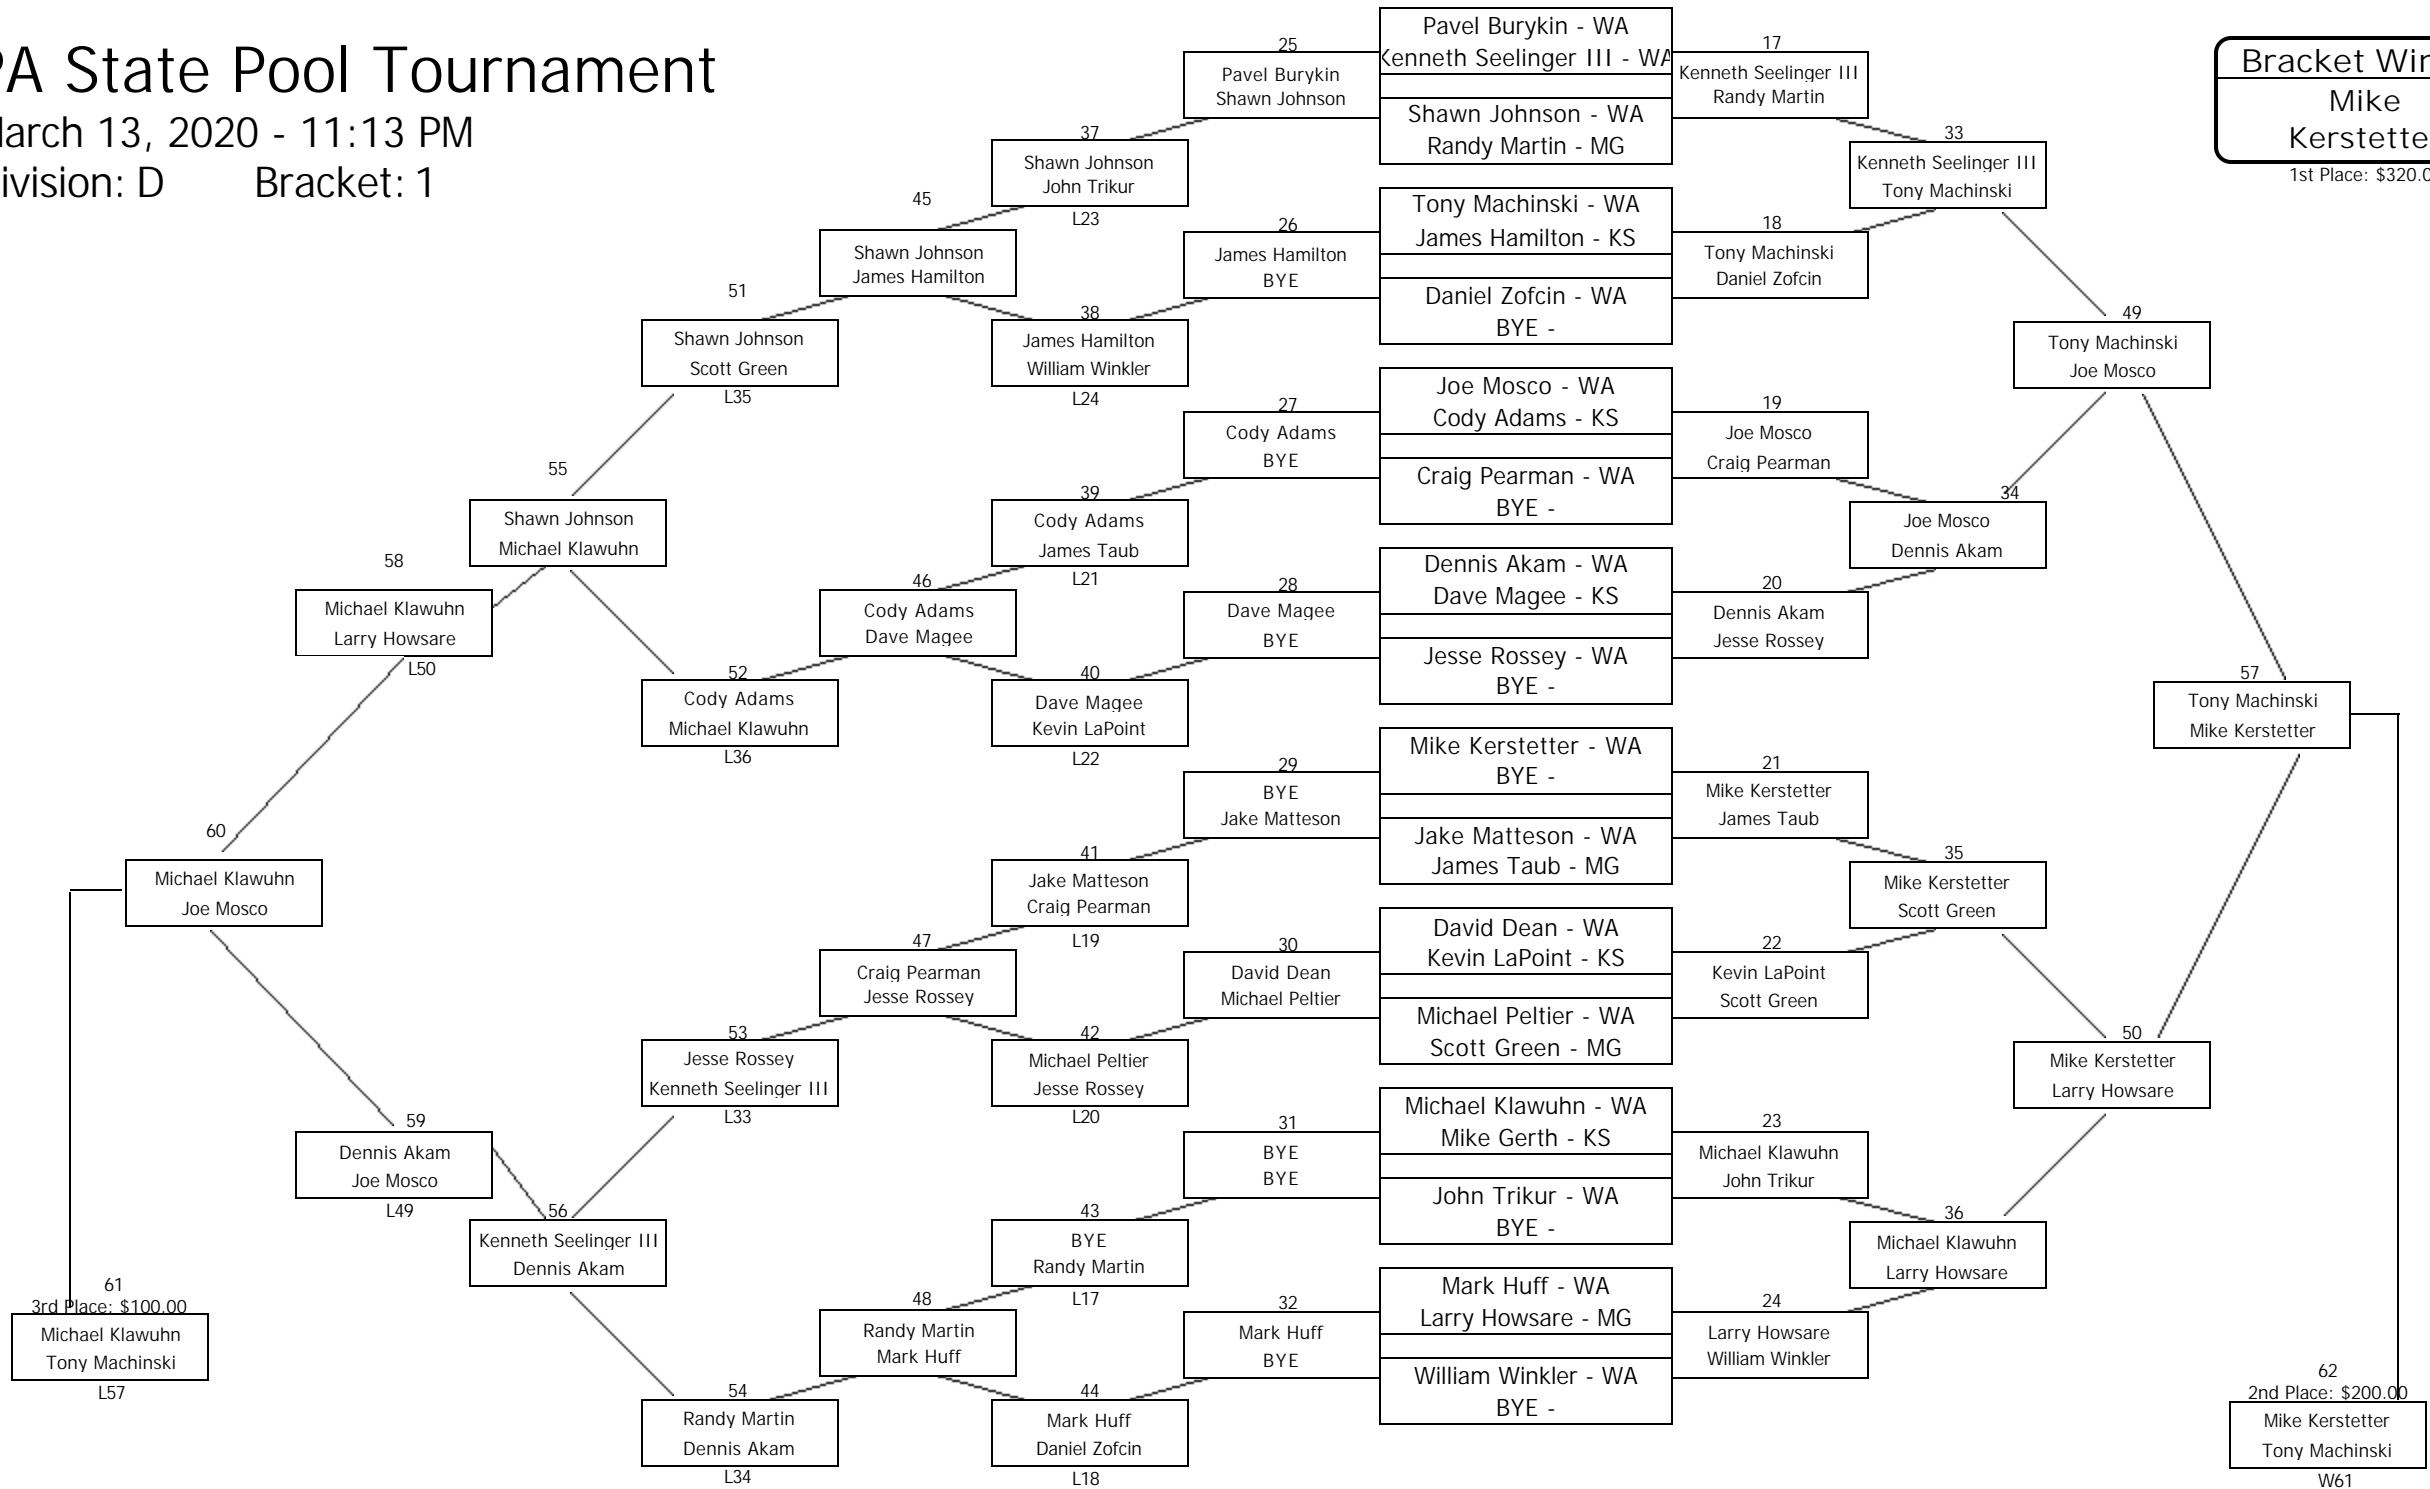 PA State Pool Tournament
March 13, 2020 - 11:13 PM
Division: D Bracket: 1
Mike
Kerstette
1st Place: $320.0
Pavel Burykin - WA
Kenneth Seelinger III - WA
Shawn Johnson - WA
Randy Martin - MG
Tony Machinski - WA
James Hamilton - KS
Daniel Zofcin - WA
BYE -
Joe Mosco - WA
Cody Adams - KS
Craig Pearman - WA
BYE -
Dennis Akam - WA
Dave Magee - KS
Jesse Rossey - WA
BYE -
Mike Kerstetter - WA
BYE -
Jake Matteson - WA
James Taub - MG
David Dean - WA
Kevin LaPoint - KS
Michael Peltier - WA
Scott Green - MG
Michael Klawuhn - WA
Mike Gerth - KS
John Trikur - WA
BYE -
Mark Huff - WA
Larry Howsare - MG
William Winkler - WA
BYE -
17
Kenneth Seelinger III
Randy Martin
18
Tony Machinski
Daniel Zofcin
19
Joe Mosco
Craig Pearman
20
Dennis Akam
Jesse Rossey
21
Mike Kerstetter
James Taub
22
Kevin LaPoint
Scott Green
23
Michael Klawuhn
John Trikur
24
Larry Howsare
William Winkler
25
Pavel Burykin
Shawn Johnson
26
James Hamilton
BYE
27
Cody Adams
BYE
28
Dave Magee
BYE
29
BYE
Jake Matteson
30
David Dean
Michael Peltier
31
BYE
BYE
32
Mark Huff
BYE
33
Kenneth Seelinger III
Tony Machinski
34
Joe Mosco
Dennis Akam
35
Mike Kerstetter
Scott Green
36
Michael Klawuhn
Larry Howsare
37
Shawn Johnson
John Trikur
L23
38
James Hamilton
William Winkler
L24
39
Cody Adams
James Taub
L21
40
Dave Magee
Kevin LaPoint
L22
41
Jake Matteson
Craig Pearman
L19
42
Michael Peltier
Jesse Rossey
L20
43
BYE
Randy Martin
L17
44
Mark Huff
Daniel Zofcin
L18
45
Shawn Johnson
James Hamilton
46
Cody Adams
Dave Magee
47
Craig Pearman
Jesse Rossey
48
Randy Martin
Mark Huff
49
Tony Machinski
Joe Mosco
50
Mike Kerstetter
Larry Howsare
51
Shawn Johnson
Scott Green
L35
52
Cody Adams
Michael Klawuhn
L36
53
Jesse Rossey
Kenneth Seelinger III
L33
54
Randy Martin
Dennis Akam
L34
55
Shawn Johnson
Michael Klawuhn
56
Kenneth Seelinger III
Dennis Akam
57
Tony Machinski
Mike Kerstetter
58
Michael Klawuhn
Larry Howsare
L50
59
Dennis Akam
Joe Mosco
L49
60
Michael Klawuhn
Joe Mosco
61
3rd Place: $100.00
Michael Klawuhn
Tony Machinski
L57
62
2nd Place: $200.00
Mike Kerstetter
Tony Machinski
W61
Bracket Win